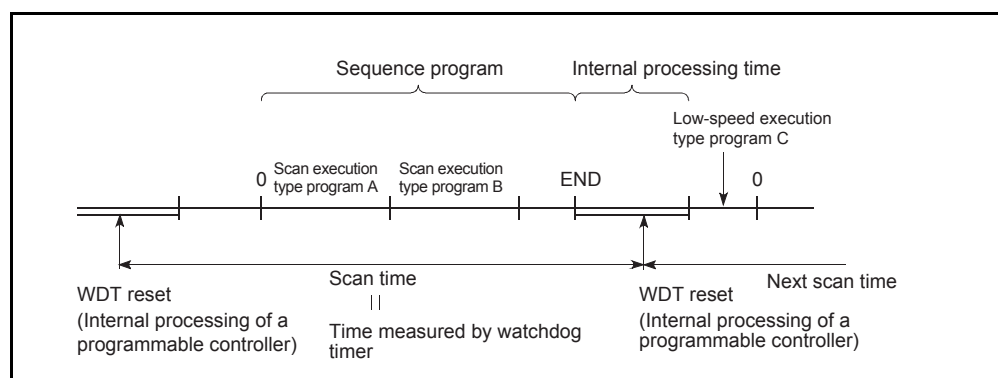 Sequence program
Internal processing time
Low-speed execution
type program C
0
Scan execution
type program A
Scan execution
type program B
END
0
Scan time
Next scan time
WDT reset
(Internal processing of a
programmable controller)
Time measured by watchdog
timer
WDT reset
(Internal processing of a
programmable controller)